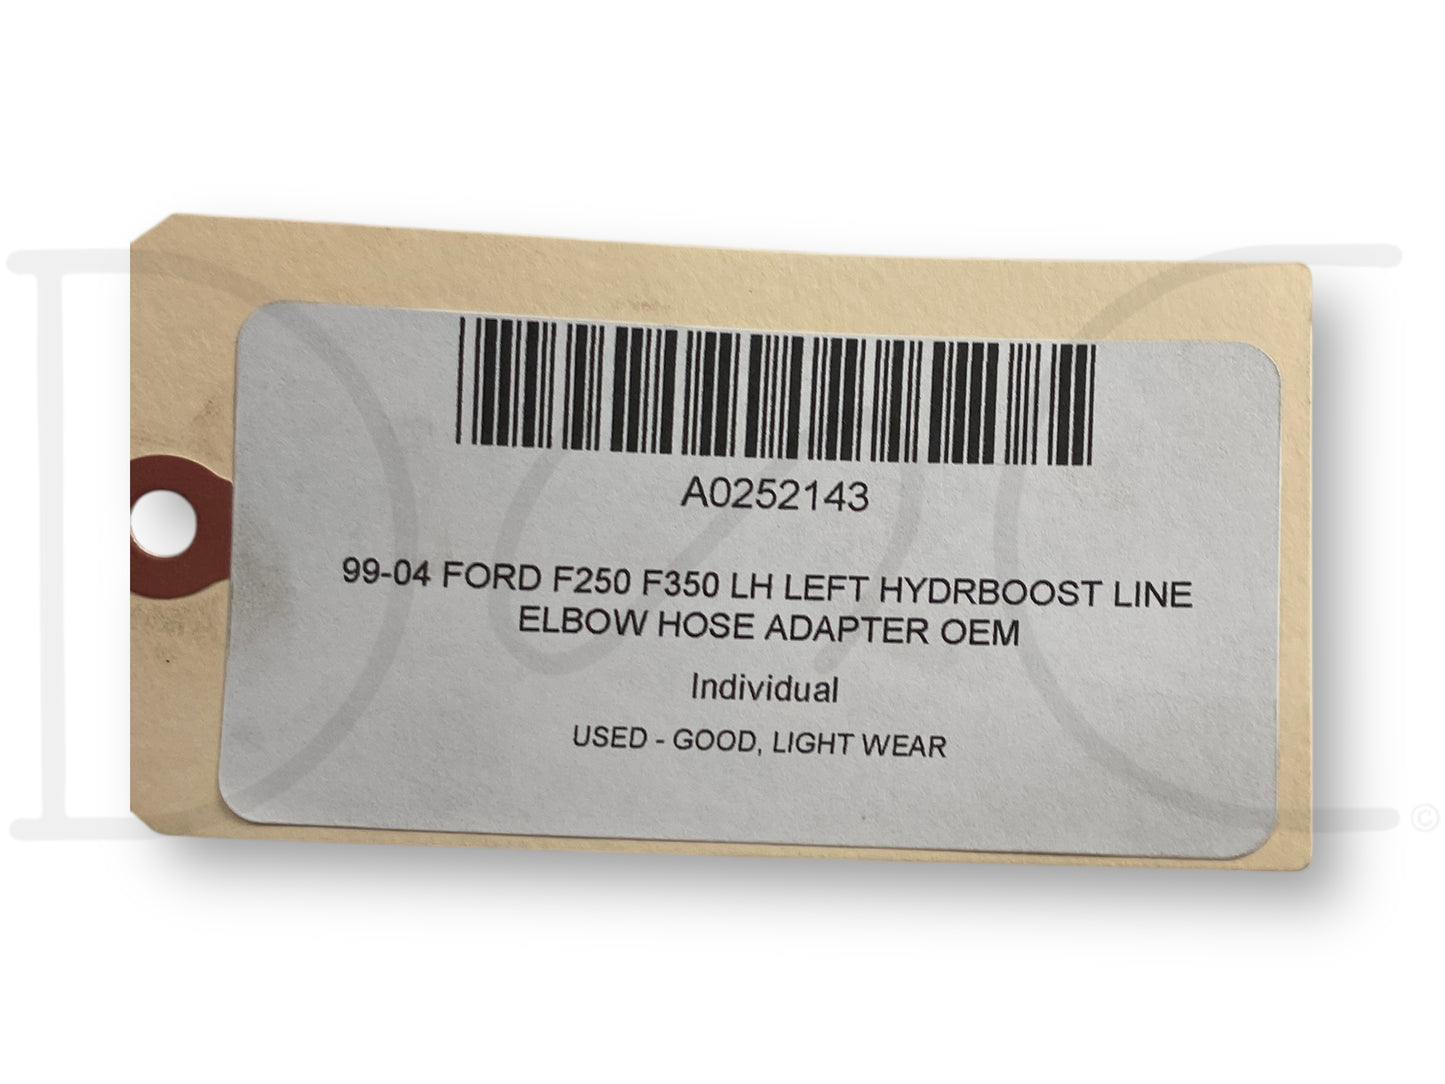 A0252143
99-04 FORD F250 F350 LH LEFT HYDRBOOST LINE
ELBOW HOSE ADAPTER OEM
Individual
USED - GOOD, LIGHT WEAR
©